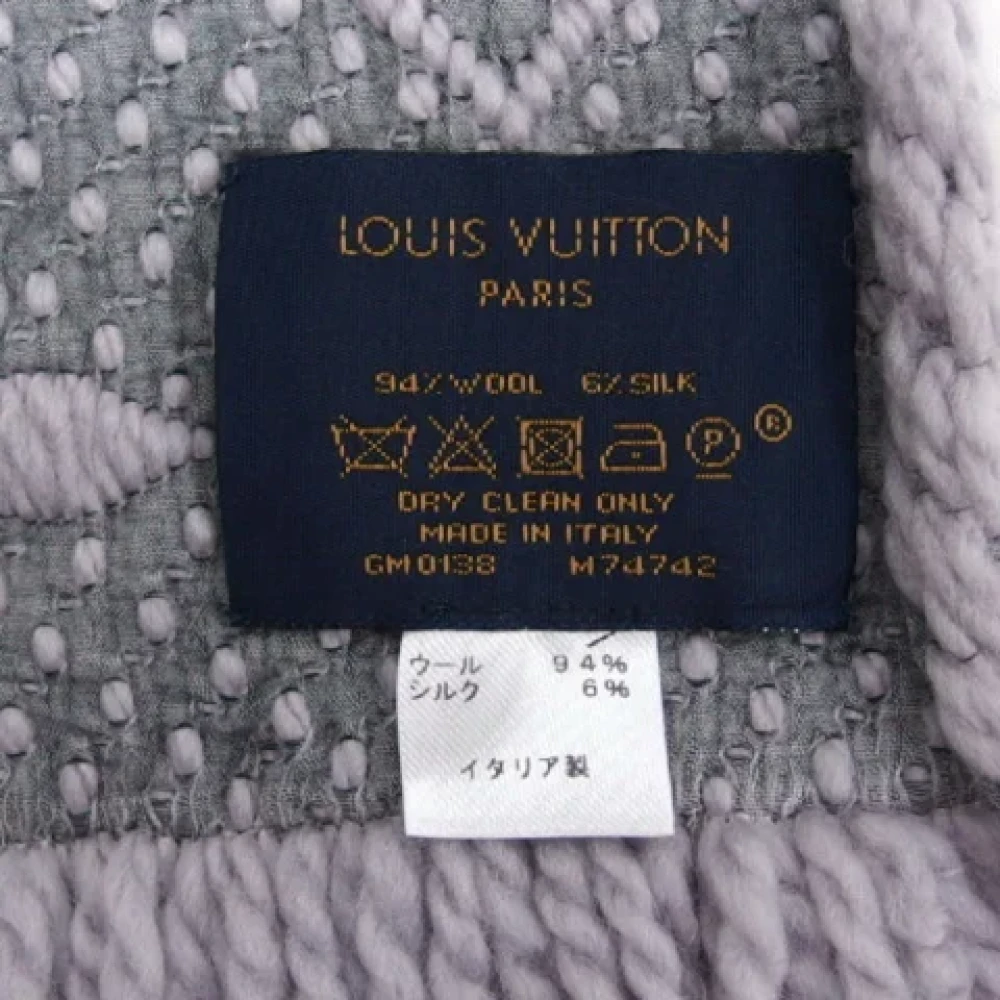 LOUIS VUITTON
PARIS
94% WOOL 6% SILK
P ®
DRY CLEAN ONLY
MADE IN ITALY
GM0138 M74742
ウール 94%
シルク 6%
イタリア製